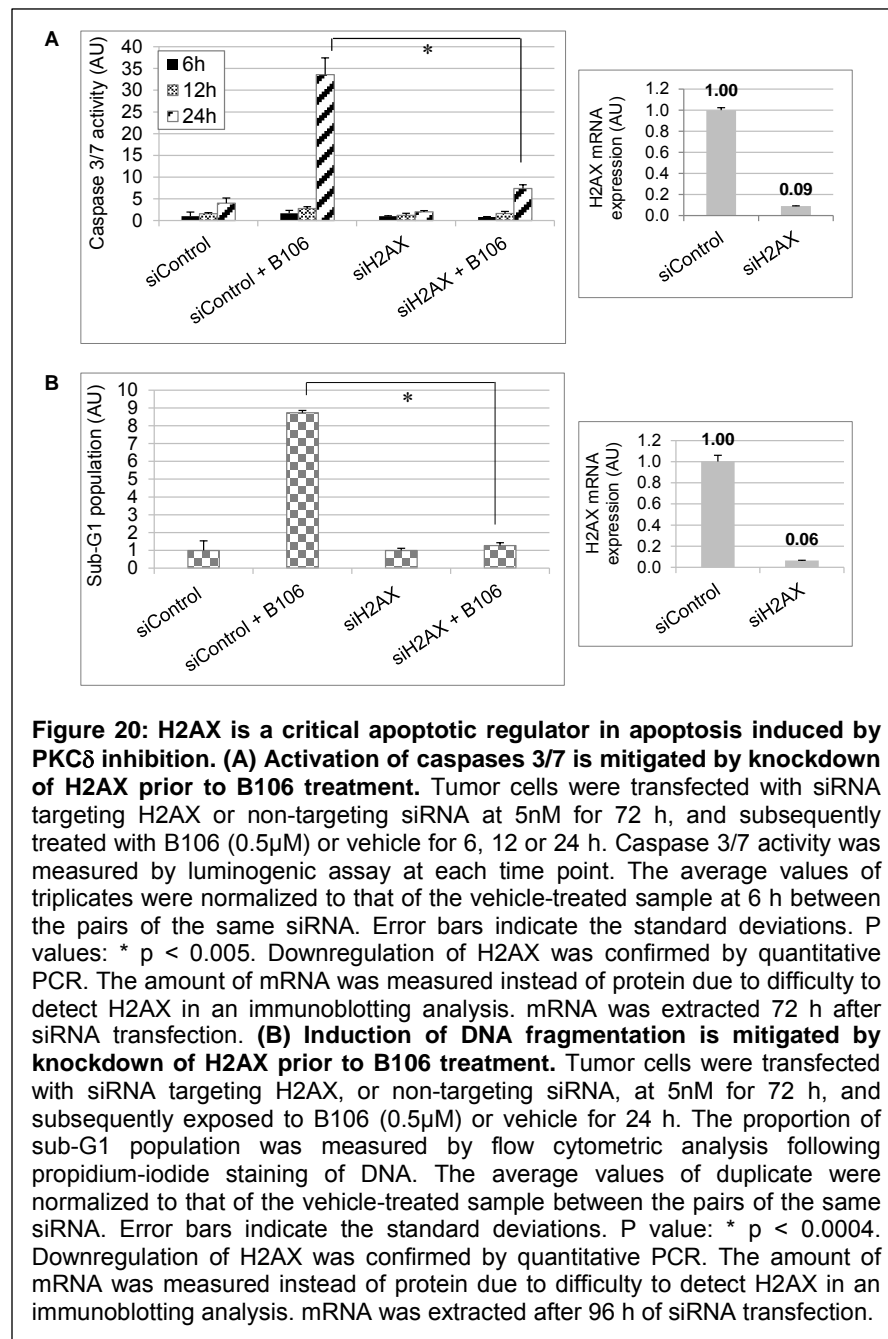 A
40
35
30
25
20
15
10
5
0
Caspase 3/7 activity (AU)
6h
12h
24h
*
siControl
siControl + B106
siH2AX
siH2AX + B106
1.2
1.0
0.8
0.6
0.4
0.2
0.0
H2AX mRNA
expression (AU)
1.00
0.09
siControl
siH2AX
B
10
9
8
7
6
5
4
3
2
1
0
Sub-G1 population (AU)
*
siControl
siControl + B106
siH2AX
siH2AX + B106
1.2
1.0
0.8
0.6
0.4
0.2
0.0
H2AX mRNA
expression (AU)
1.00
0.06
siControl
siH2AX
Figure 20: H2AX is a critical apoptotic regulator in apoptosis induced by
PKCδ inhibition. (A) Activation of caspases 3/7 is mitigated by knockdown
of H2AX prior to B106 treatment. Tumor cells were transfected with siRNA
targeting H2AX or non-targeting siRNA at 5nM for 72 h, and subsequently
treated with B106 (0.5µM) or vehicle for 6, 12 or 24 h. Caspase 3/7 activity was
measured by luminogenic assay at each time point. The average values of
triplicates were normalized to that of the vehicle-treated sample at 6 h between
the pairs of the same siRNA. Error bars indicate the standard deviations. P
values: * p < 0.005. Downregulation of H2AX was confirmed by quantitative
PCR. The amount of mRNA was measured instead of protein due to difficulty to
detect H2AX in an immunoblotting analysis. mRNA was extracted 72 h after
siRNA transfection. (B) Induction of DNA fragmentation is mitigated by
knockdown of H2AX prior to B106 treatment. Tumor cells were transfected
with siRNA targeting H2AX, or non-targeting siRNA, at 5nM for 72 h, and
subsequently exposed to B106 (0.5µM) or vehicle for 24 h. The proportion of
sub-G1 population was measured by flow cytometric analysis following
propidium-iodide staining of DNA. The average values of duplicate were
normalized to that of the vehicle-treated sample between the pairs of the same
siRNA. Error bars indicate the standard deviations. P value: * p < 0.0004.
Downregulation of H2AX was confirmed by quantitative PCR. The amount of
mRNA was measured instead of protein due to difficulty to detect H2AX in an
immunoblotting analysis. mRNA was extracted after 96 h of siRNA transfection.